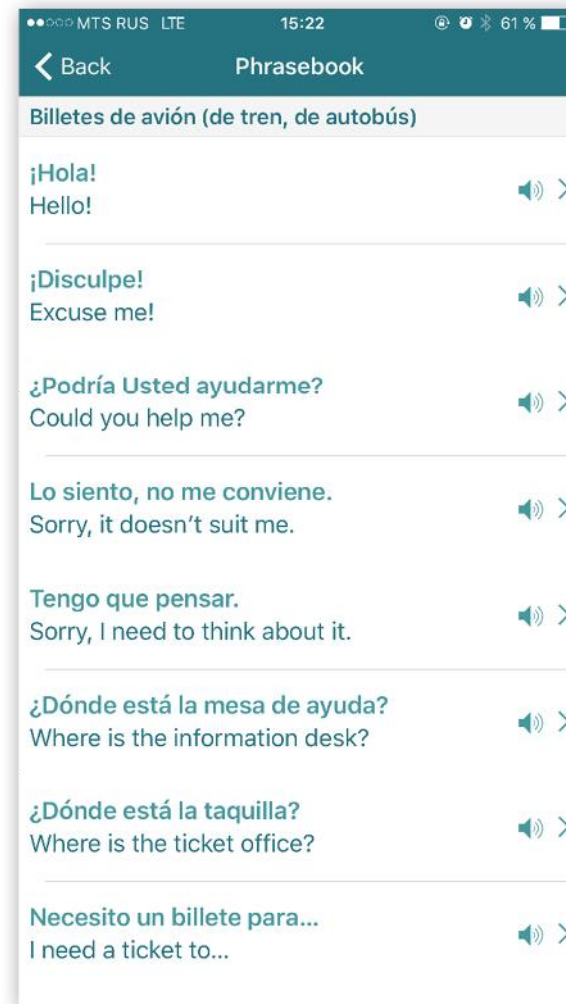 MTS RUS LTE 15:22 61 %
Back Phrasebook
Billetes de avión (de tren, de autobús)
¡Hola!
Hello!
¡Disculpe!
Excuse me!
¿Podría Usted ayudarme?
Could you help me?
Lo siento, no me conviene.
Sorry, it doesn't suit me.
Tengo que pensar.
Sorry, I need to think about it.
¿Dónde está la mesa de ayuda?
Where is the information desk?
¿Dónde está la taquilla?
Where is the ticket office?
Necesito un billete para...
I need a ticket to...